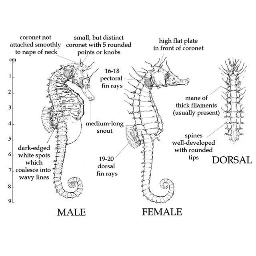 coronet not
attached smoothly
to nape of neck
small, but distinct
coronet with 5 rounded
points or knobs
high flat plate
in front of coronet
cm
0
1
2
3
4
5
6
7
8
9
16-18
pectoral
fin rays
mane of
thick filaments
(usually present)
medium-long
snout
spines
well-developed
with rounded
tips
dark-edged
white spots
which
coalesce into
wavy lines
19-20
dorsal
fin rays
DORSAL
MALE
FEMALE